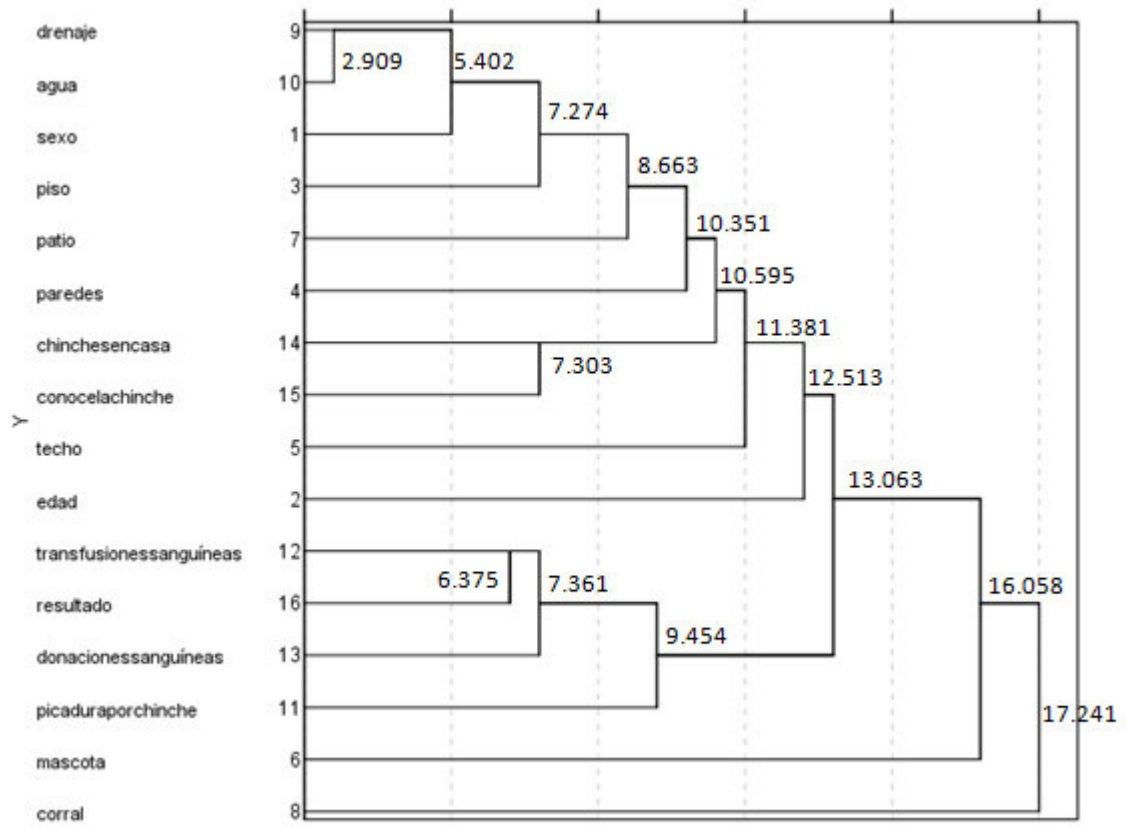 drenaje 9
2.909 5.402
agua 10
7.274
sexo 1
8.663
piso 3
10.351
patio 7
10.595
paredes 4
11.381
chinchesencasa 14
7.303
12.513
conocelachinche 15
Y
techo 5
13.063
edad 2
transfusionessanguíneas 12
6.375 7.361 16.058
resultado 16
9.454
donacionessanguíneas 13
picaduraporchinche 11
17.241
mascota 6
corral 8